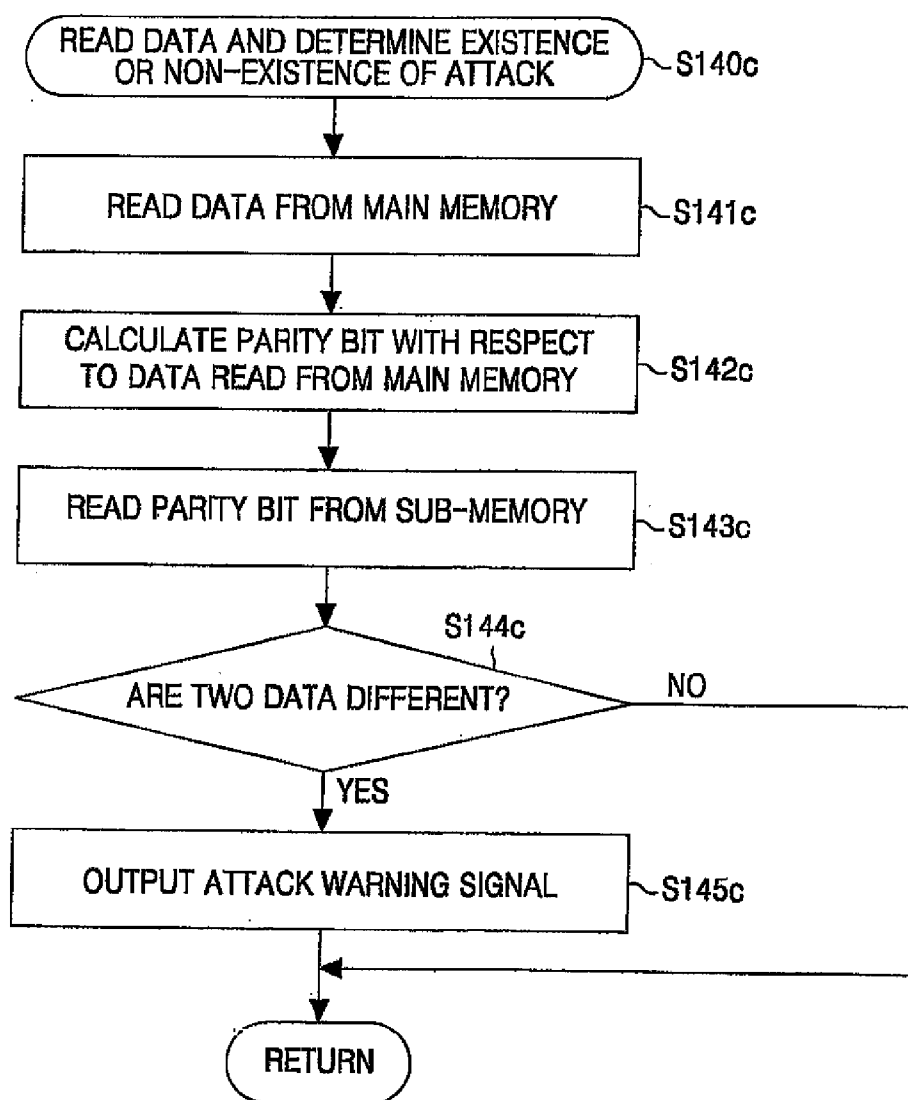 READ DATA AND DETERMINE EXISTENCE
OR NON-EXISTENCE OF ATTACK
S140c
READ DATA FROM MAIN MEMORY
S141c
CALCULATE PARITY BIT WITH RESPECT
TO DATA READ FROM MAIN MEMORY
S142c
READ PARITY BIT FROM SUB-MEMORY
S143c
S144c
ARE TWO DATA DIFFERENT?
NO
YES
OUTPUT ATTACK WARNING SIGNAL
S145c
RETURN